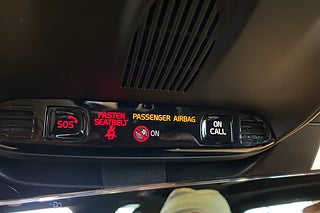 SOS
FASTEN
SEATBELT
PASSENGER AIRBAG
ON
ON
CALL